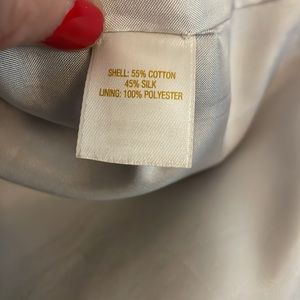 SHELL: 55% COTTON
45% SILK
LINING: 100% POLYESTER